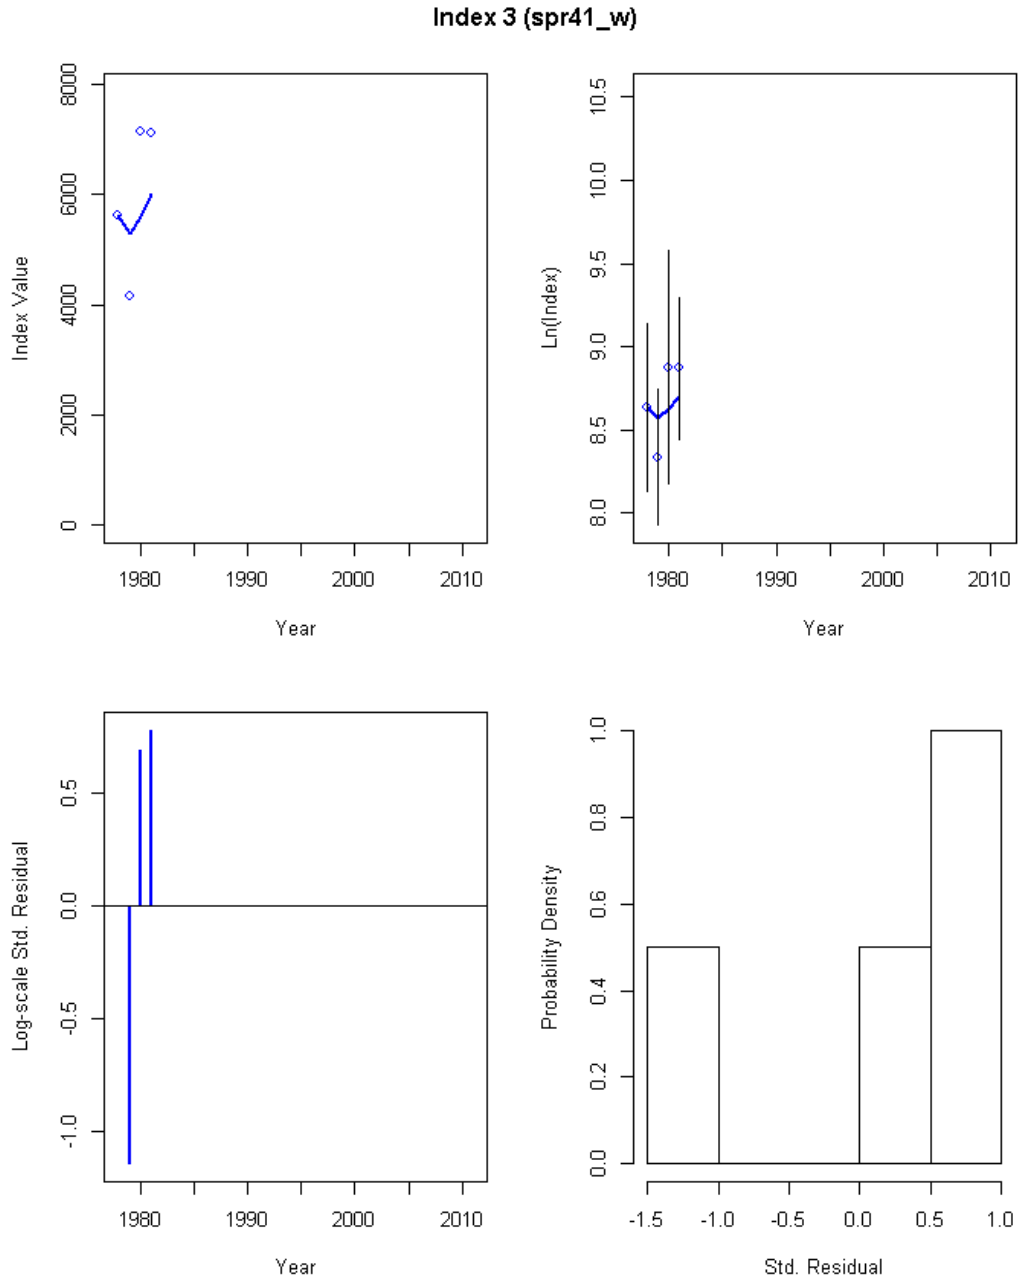 Index 3 (spr41_w)
Index Value
8000
6000
4000
2000
0
1980 1990 2000 2010
Year
Ln(Index)
10.5
10.0
9.5
9.0
8.5
8.0
1980 1990 2000 2010
Year
Log-scale Std. Residual
0.5
0.0
-0.5
-1.0
1980 1990 2000 2010
Year
Probability Density
1.0
0.8
0.6
0.4
0.2
0.0
-1.5 -1.0 -0.5 0.0 0.5 1.0
Std. Residual